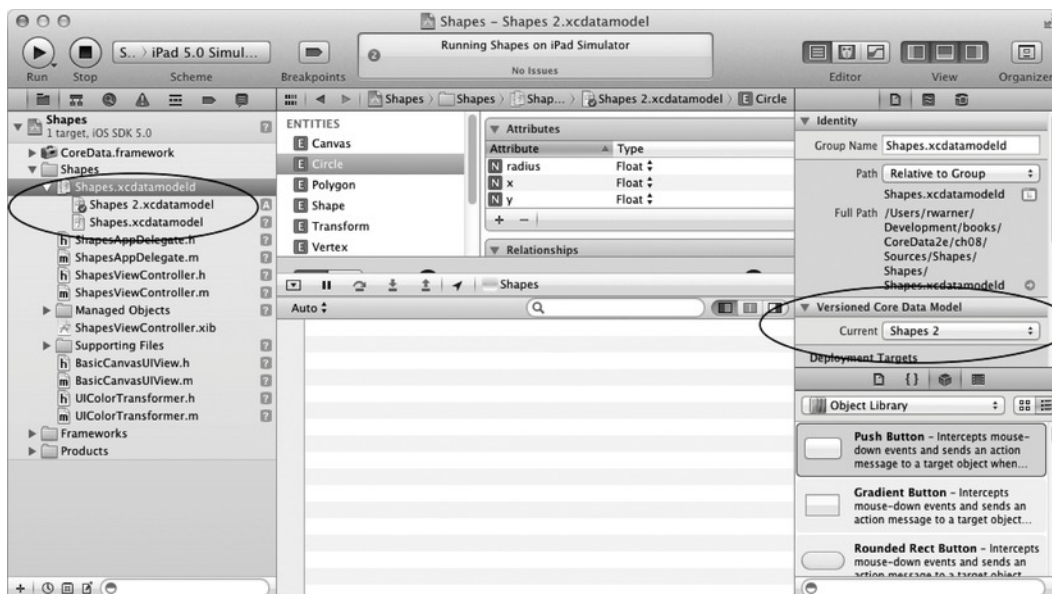 Shapes – Shapes 2.xcdatamodel
S.. 〉 iPad 5.0 Simul...
2
Running Shapes on iPad Simulator
No Issues
Run Stop Scheme Breakpoints Editor View Organizer
Shapes 〉 Shapes 〉 Shap... 〉 Shapes 2.xcdatamodel 〉 E Circle
Shapes ?
1 target, iOS SDK 5.0
CoreData.framework
Shapes
Shapes.xcdatamodeld
Shapes 2.xcdatamodel A
Shapes.xcdatamodel ?
h ShapesAppDelegate.h ?
m ShapesAppDelegate.m ?
h ShapesViewController.h ?
m ShapesViewController.m ?
Managed Objects ?
ShapesViewController.xib ?
Supporting Files ?
h BasicCanvasUIView.h ?
m BasicCanvasUIView.m ?
h UIColorTransformer.h ?
m UIColorTransformer.m ?
Frameworks
Products
ENTITIES
E Canvas
E Circle
E Polygon
E Shape
E Transform
E Vertex
Attributes
Attribute Type
N radius Float
N x Float
N y Float
+ −
Relationships
Shapes
Auto
Identity
Group Name Shapes.xcdatamodeld
Path Relative to Group
Shapes.xcdatamodeld
Full Path /Users/rwarner/
Development/books/
CoreData2e/ch08/
Sources/Shapes/
Shapes/
Shapes.xcdatamodeld
Versioned Core Data Model
Current Shapes 2
Deployment Targets
{ }
Object Library
Push Button – Intercepts mouse-
down events and sends an action
message to a target object when...
Gradient Button – Intercepts
mouse-down events and sends an
action message to a target object...
Rounded Rect Button – Intercepts
mouse-down events and sends an
action message to a target object
+